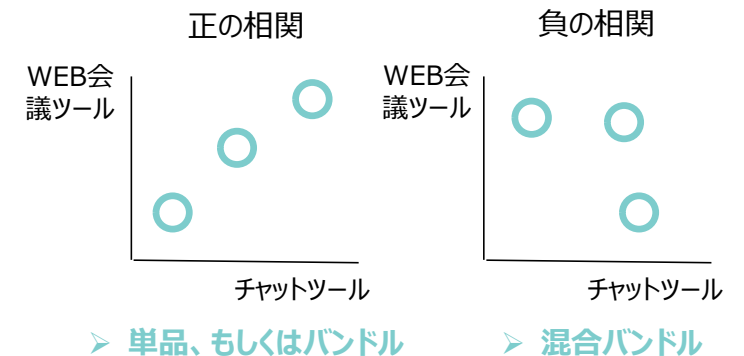 正の相関
WEB会
議ツール
チャットツール
➢ 単品、もしくはバンドル
負の相関
WEB会
議ツール
チャットツール
➢ 混合バンドル